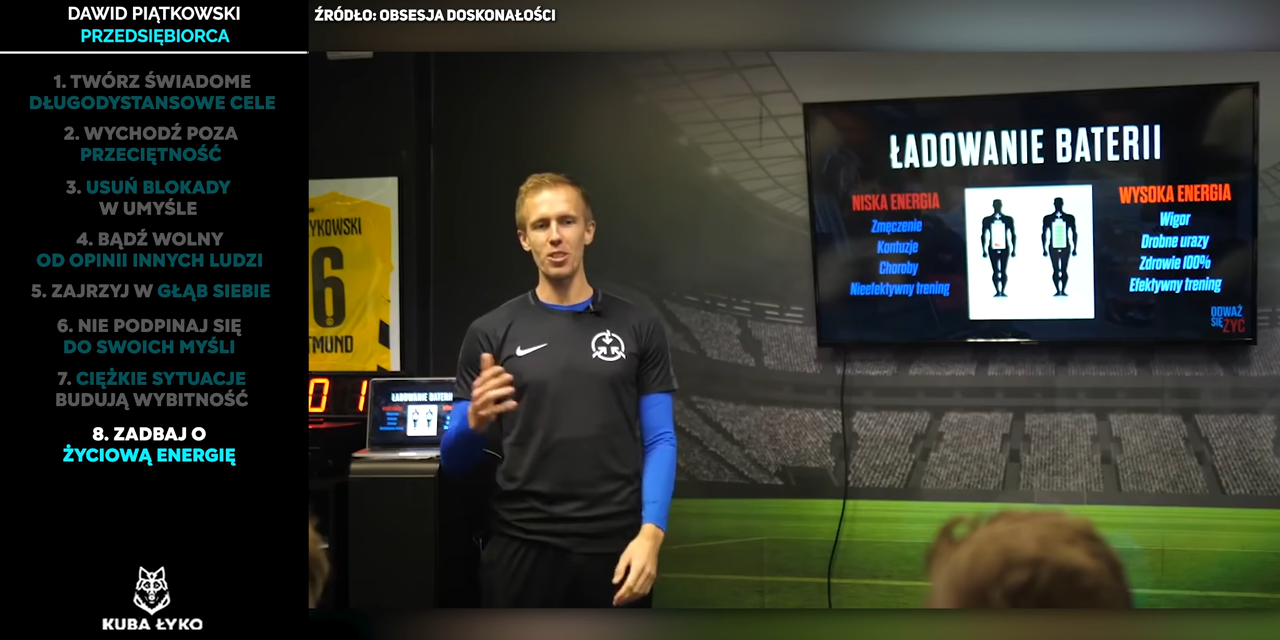 DAWID PIĄTKOWSKI
PRZEDSIĘBIORCA
1. TWÓRZ ŚWIADOME
DŁUGODYSTANSOWE CELE
2. WYCHODŹ POZA
PRZECIĘTNOŚĆ
3. USUŃ BLOKADY
W UMYŚLE
4. BĄDŹ WOLNY
OD OPINII INNYCH LUDZI
5. ZAJRZYJ W GŁĄB SIEBIE
6. NIE PODPINAJ SIĘ
DO SWOICH MYŚLI
7. CIĘŻKIE SYTUACJE
BUDUJĄ WYBITNOŚĆ
8. ZADBAJ O
ŻYCIOWĄ ENERGIĘ
KUBA ŁYKO
ŹRÓDŁO: OBSESJA DOSKONAŁOŚCI
YKOWSKI
6
TMUND
01
ŁADOWANIE BATERII
ŁADOWANIE BATERII
NISKA ENERGIA
Zmęczenie
Kontuzje
Choroby
Nieefektywny trening
WYSOKA ENERGIA
Wigor
Drobne urazy
Zdrowie 100%
Efektywny trening
ODWAŻ
SIĘ ŻYĆ